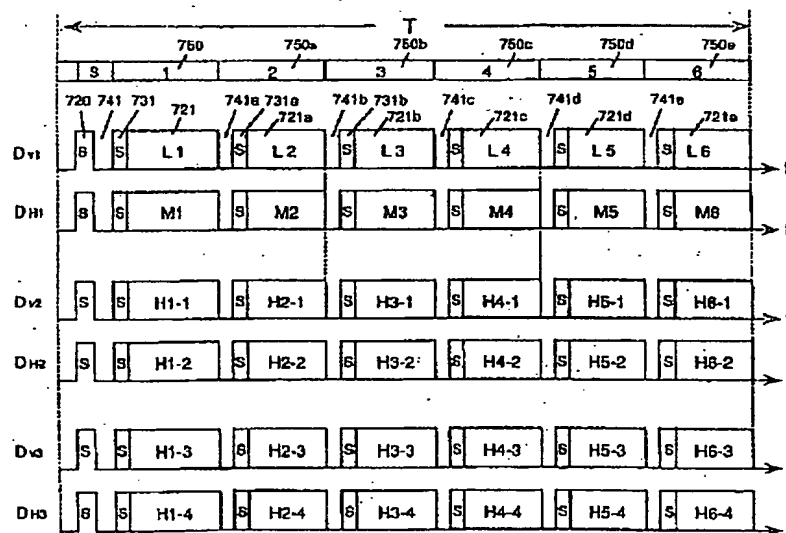 T
750 750a 750b 750c 750d 750e
S 1 2 3 4 5 6
720 741 731 721 741a 731a 721a 741b 731b 721b 741c 721c 741d 721d 741e 721e
Dv1 S S L1 S L2 S L3 S L4 S L5 S L6 t
DH1 S S M1 S M2 S M3 S M4 S M5 S M6 t
Dv2 S S H1-1 S H2-1 S H3-1 S H4-1 S H5-1 S H6-1
DH2 S S H1-2 S H2-2 S H3-2 S H4-2 S H5-2 S H6-2
Dv3 S S H1-3 S H2-3 S H3-3 S H4-3 S H5-3 S H6-3
DH3 S S H1-4 S H2-4 S H3-4 S H4-4 S H5-4 S H6-4